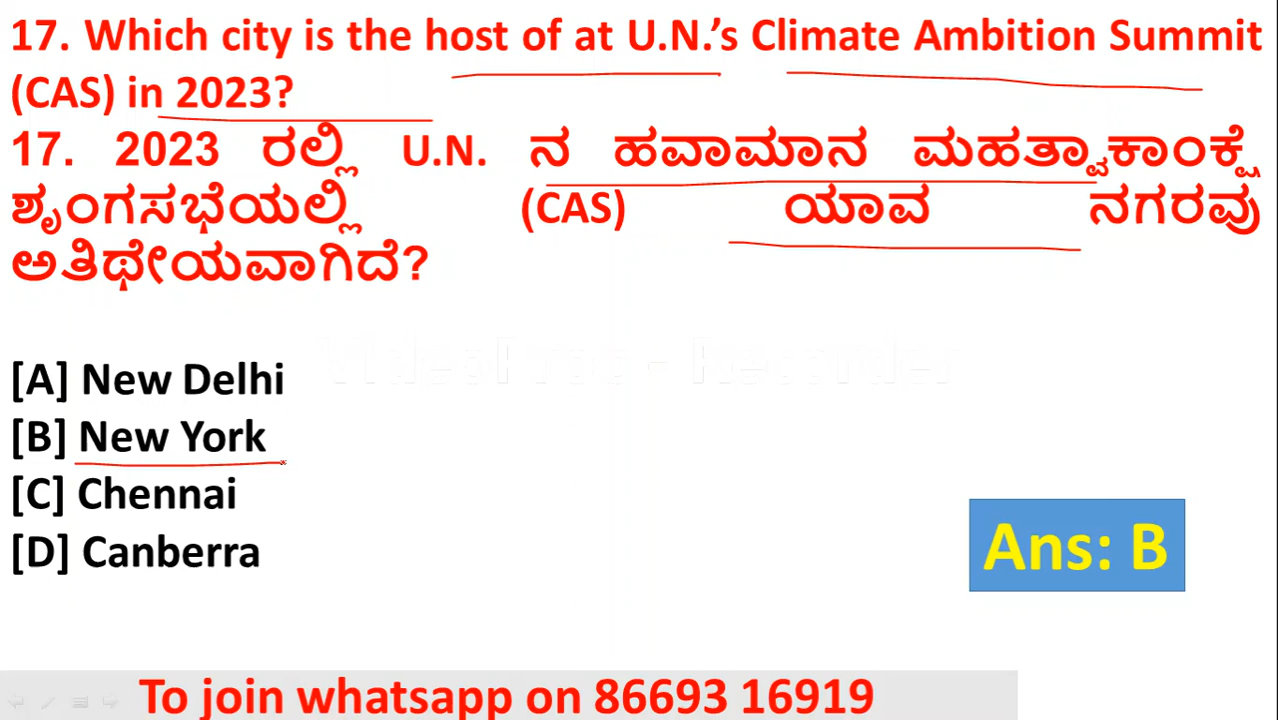 17. Which city is the host of at U.N.’s Climate Ambition Summit
(CAS) in 2023?
17. 2023 ರಲ್ಲಿ U.N. ನ ಹವಾಮಾನ ಮಹತ್ವಾಕಾಂಕ್ಷೆ
ಶೃಂಗಸಭೆಯಲ್ಲಿ (CAS) ಯಾವ ನಗರವು
ಅತಿಥೇಯವಾಗಿದೆ?
VideoProc - Recorder
[A] New Delhi
[B] New York
[C] Chennai
[D] Canberra
Ans: B
To join whatsapp on 86693 16919